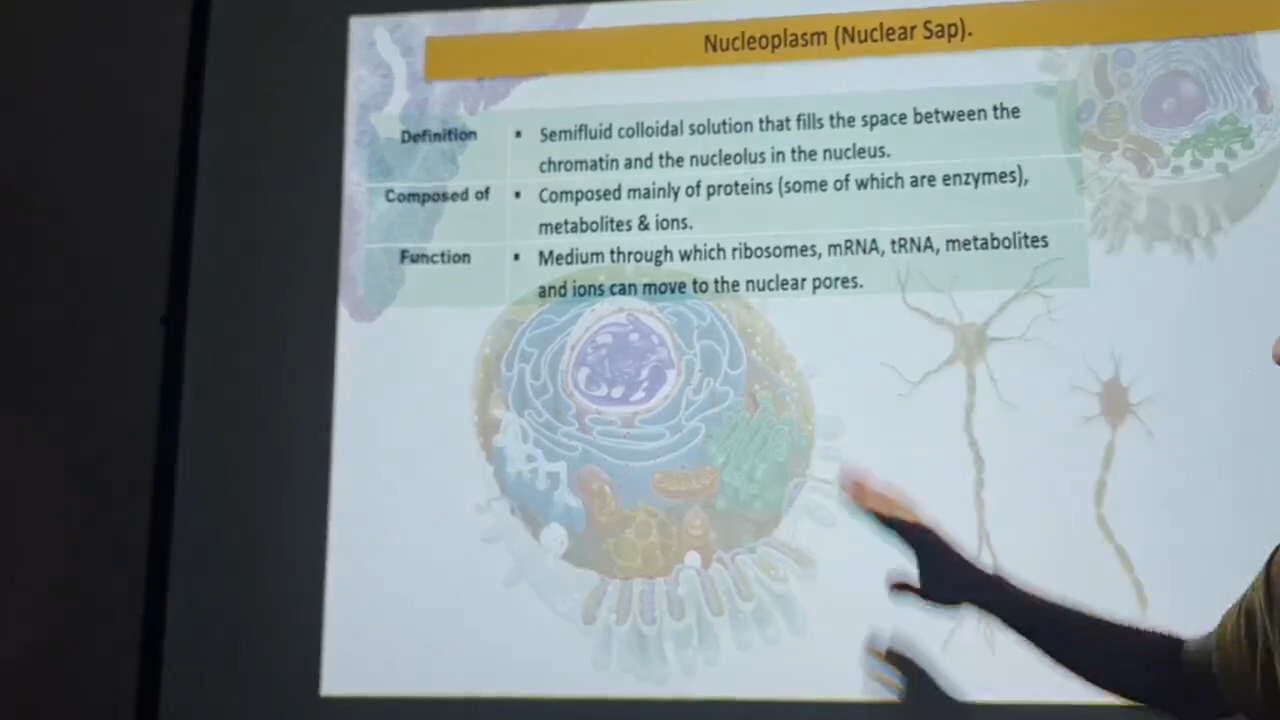 Nucleoplasm (Nuclear Sap).
Definition
▪ Semifluid colloidal solution that fills the space between the
chromatin and the nucleolus in the nucleus.
Composed of
▪ Composed mainly of proteins (some of which are enzymes),
metabolites & ions.
Function
▪ Medium through which ribosomes, mRNA, tRNA, metabolites
and ions can move to the nuclear pores.